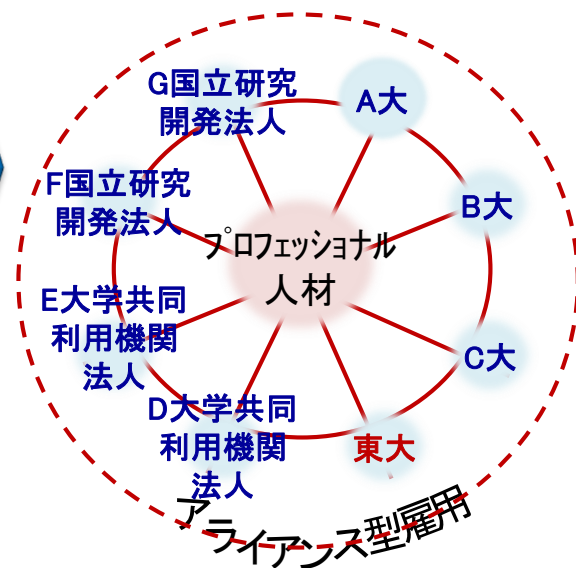 G国立研究
開発法人
A大
F国立研究
開発法人
B大
プロフェッショナル
人材
E大学共同
利用機関
法人
C大
D大学共同
利用機関
法人
東大
アライアンス型雇用